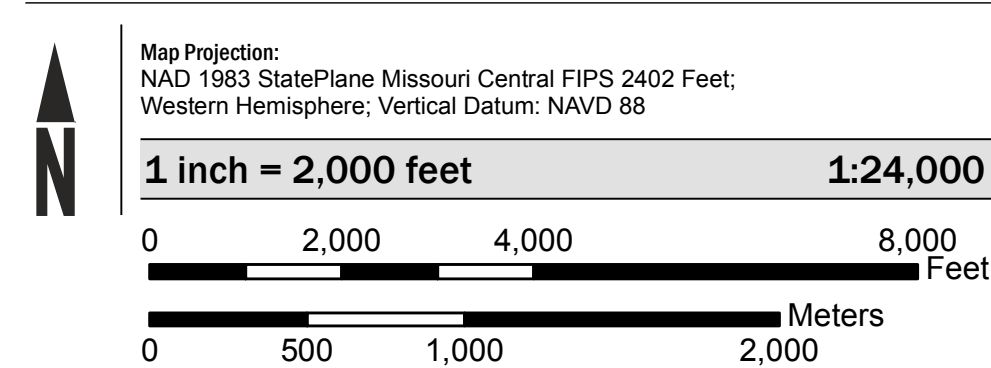 Map Projection:
NAD 1983 StatePlane Missouri Central FIPS 2402 Feet;
Western Hemisphere; Vertical Datum: NAVD 88
N
1 inch = 2,000 feet 1:24,000
0 2,000 4,000 8,000
Feet
Meters
0 500 1,000 2,000